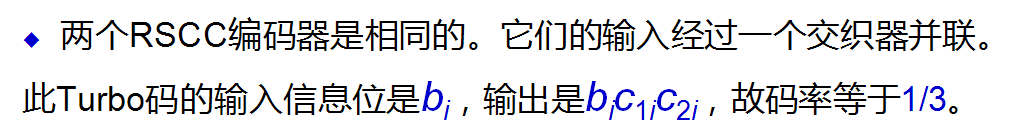 ◆ 两个RSCC编码器是相同的。它们的输入经过一个交织器并联。
此Turbo码的输入信息位是bᵢ，输出是bᵢc₁ᵢc₂ᵢ，故码率等于1/3。